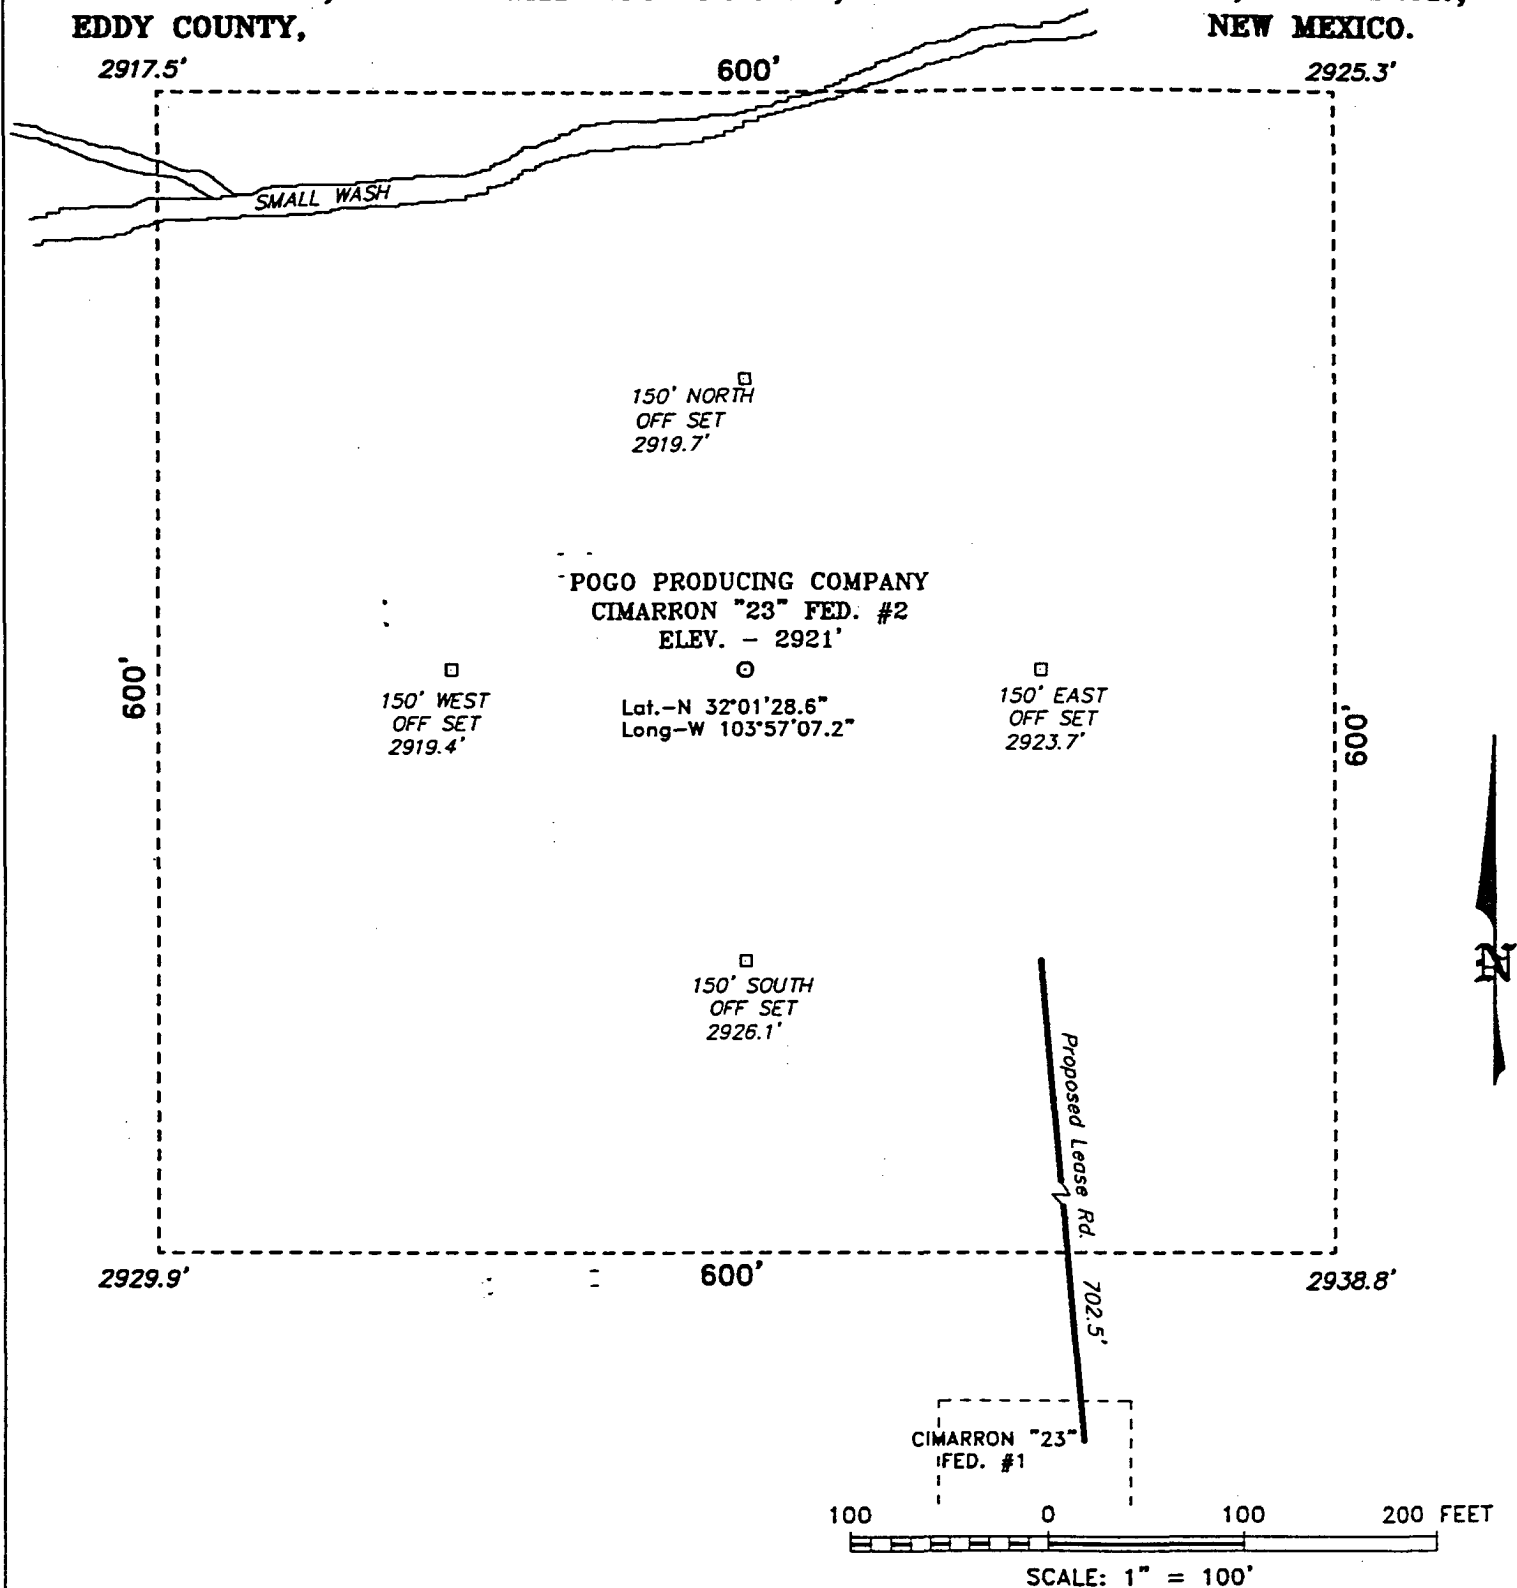 EDDY COUNTY, NEW MEXICO.
2917.5' 600' 2925.3'
SMALL WASH
150' NORTH
OFF SET
2919.7'
POGO PRODUCING COMPANY
CIMARRON "23" FED. #2
ELEV. - 2921'
600'
150' WEST
OFF SET
2919.4'
Lat.-N 32°01'28.6"
Long-W 103°57'07.2"
150' EAST
OFF SET
2923.7'
600'
N
150' SOUTH
OFF SET
2926.1'
Proposed Lease Rd. 702.5'
2929.9' 600' 2938.8'
CIMARRON "23"
FED. #1
100 0 100 200 FEET
SCALE: 1" = 100'